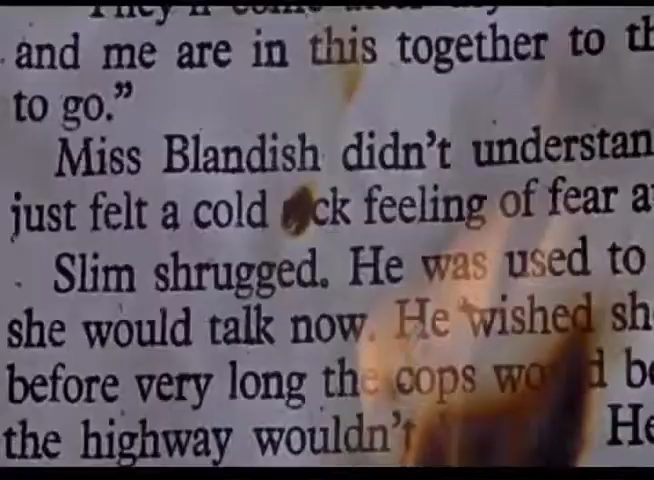 and me are in this together to th
to go.”
Miss Blandish didn’t understan
just felt a cold ck feeling of fear a
Slim shrugged. He was used to
she would talk now. He wished sh
before very long the cops wo d be
the highway wouldn’t He